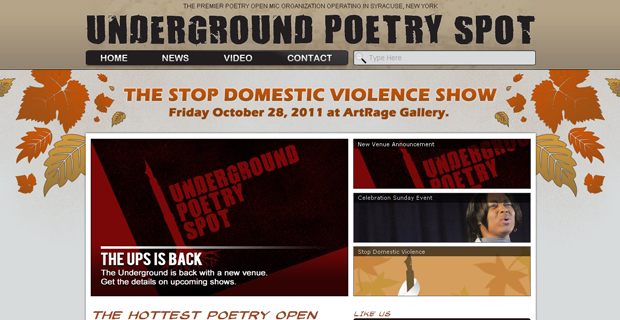 THE PREMIER POETRY OPEN MIC ORGANIZATION OPERATING IN SYRACUSE, NEW YORK
UNDERGROUND POETRY SPOT
HOME NEWS VIDEO CONTACT Type Here
THE STOP DOMESTIC VIOLENCE SHOW
Friday October 28, 2011 at ArtRage Gallery.
UNDERGROUND
POETRY
SPOT
THE UPS IS BACK
The Underground is back with a new venue.
Get the details on upcoming shows.
New Venue Announcement
UNDERGROUND
POETRY
Celebration Sunday Event
Stop Domestic Violence
THE HOTTEST POETRY OPEN
LIKE US